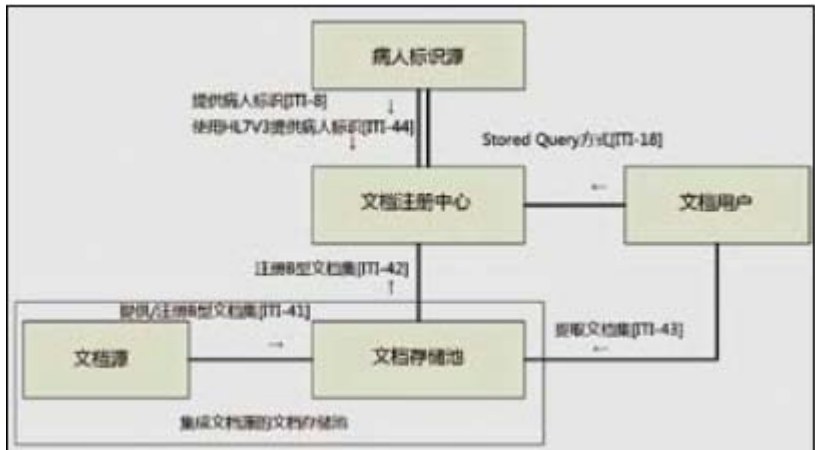 病人标识源
提供病人标识[ITI-8]
使用HL7V3提供病人标识[ITI-44]
Stored Query方式[ITI-18]
文档注册中心
文档用户
注册B型文档集[ITI-42]
提供/注册B型文档集[ITI-41]
提取文档集[ITI-43]
文档源
文档存储池
集成文档源的文档存储池